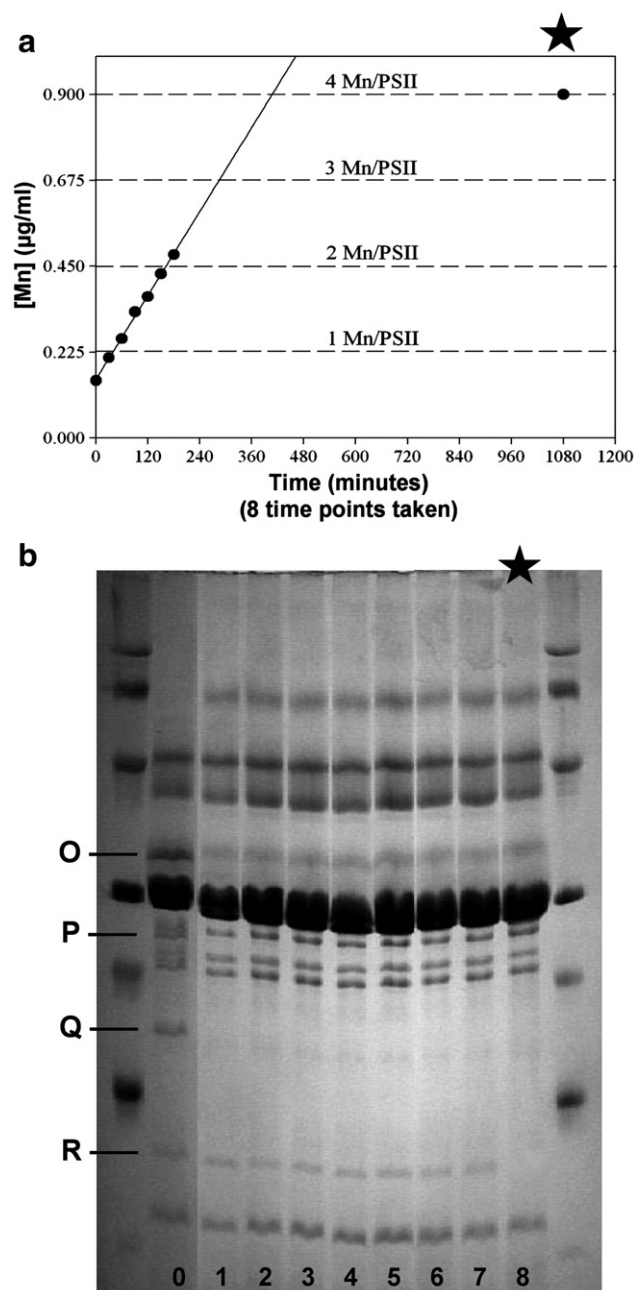 a
4 Mn/PSII
3 Mn/PSII
2 Mn/PSII
1 Mn/PSII
[Mn] (µg/ml)
0.900
0.675
0.450
0.225
0.000
0 120 240 360 480 600 720 840 960 1080 1200
Time (minutes)
(8 time points taken)
b
O
P
Q
R
0 1 2 3 4 5 6 7 8